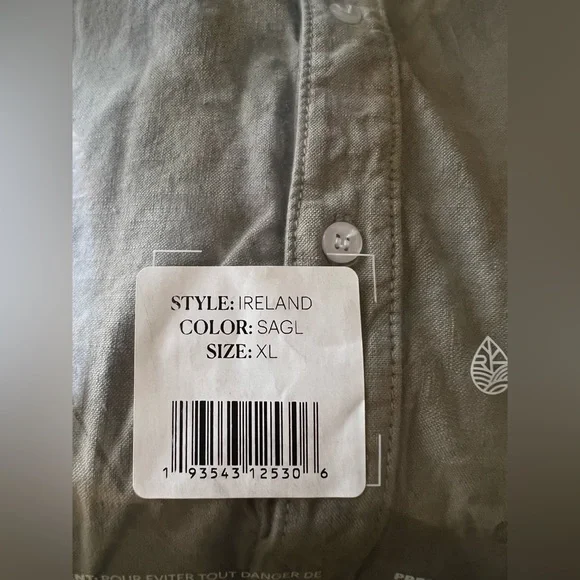 STYLE: IRELAND
COLOR: SAGL
SIZE: XL
1 93543 12530 6
POUR EVITER TOUT DANGER DE